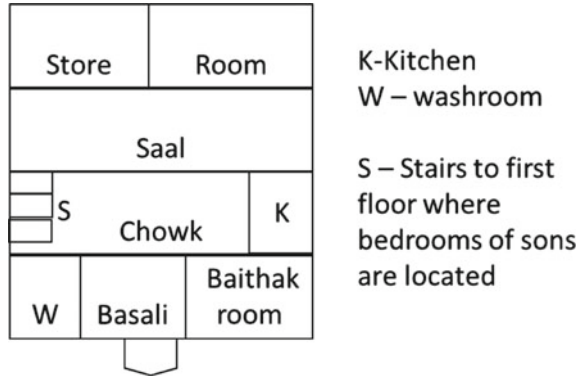 Store Room
Saal
S Chowk K
W Basali Baithak room
K-Kitchen
W – washroom
S – Stairs to first
floor where
bedrooms of sons
are located